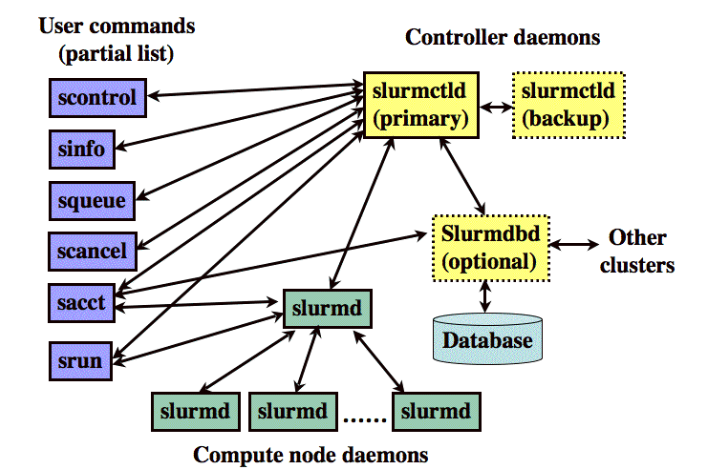 User commands
(partial list)
Controller daemons
scontrol
slurmctld
(primary)
slurmctld
(backup)
sinfo
squeue
scancel
Slurmdbd
(optional)
Other
clusters
sacct
slurmd
srun
Database
slurmd
slurmd
......
slurmd
Compute node daemons